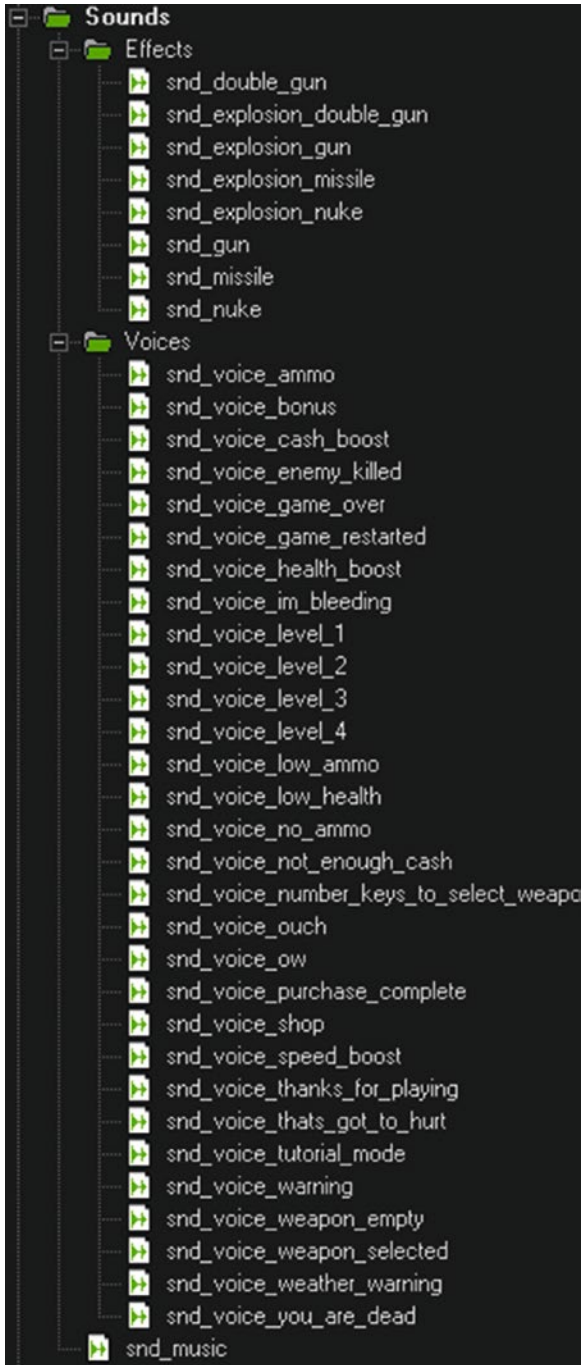 Sounds
Effects
snd_double_gun
snd_explosion_double_gun
snd_explosion_gun
snd_explosion_missile
snd_explosion_nuke
snd_gun
snd_missile
snd_nuke
Voices
snd_voice_ammo
snd_voice_bonus
snd_voice_cash_boost
snd_voice_enemy_killed
snd_voice_game_over
snd_voice_game_restarted
snd_voice_health_boost
snd_voice_im_bleeding
snd_voice_level_1
snd_voice_level_2
snd_voice_level_3
snd_voice_level_4
snd_voice_low_ammo
snd_voice_low_health
snd_voice_no_ammo
snd_voice_not_enough_cash
snd_voice_number_keys_to_select_weapo
snd_voice_ouch
snd_voice_ow
snd_voice_purchase_complete
snd_voice_shop
snd_voice_speed_boost
snd_voice_thanks_for_playing
snd_voice_thats_got_to_hurt
snd_voice_tutorial_mode
snd_voice_warning
snd_voice_weapon_empty
snd_voice_weapon_selected
snd_voice_weather_warning
snd_voice_you_are_dead
snd_music